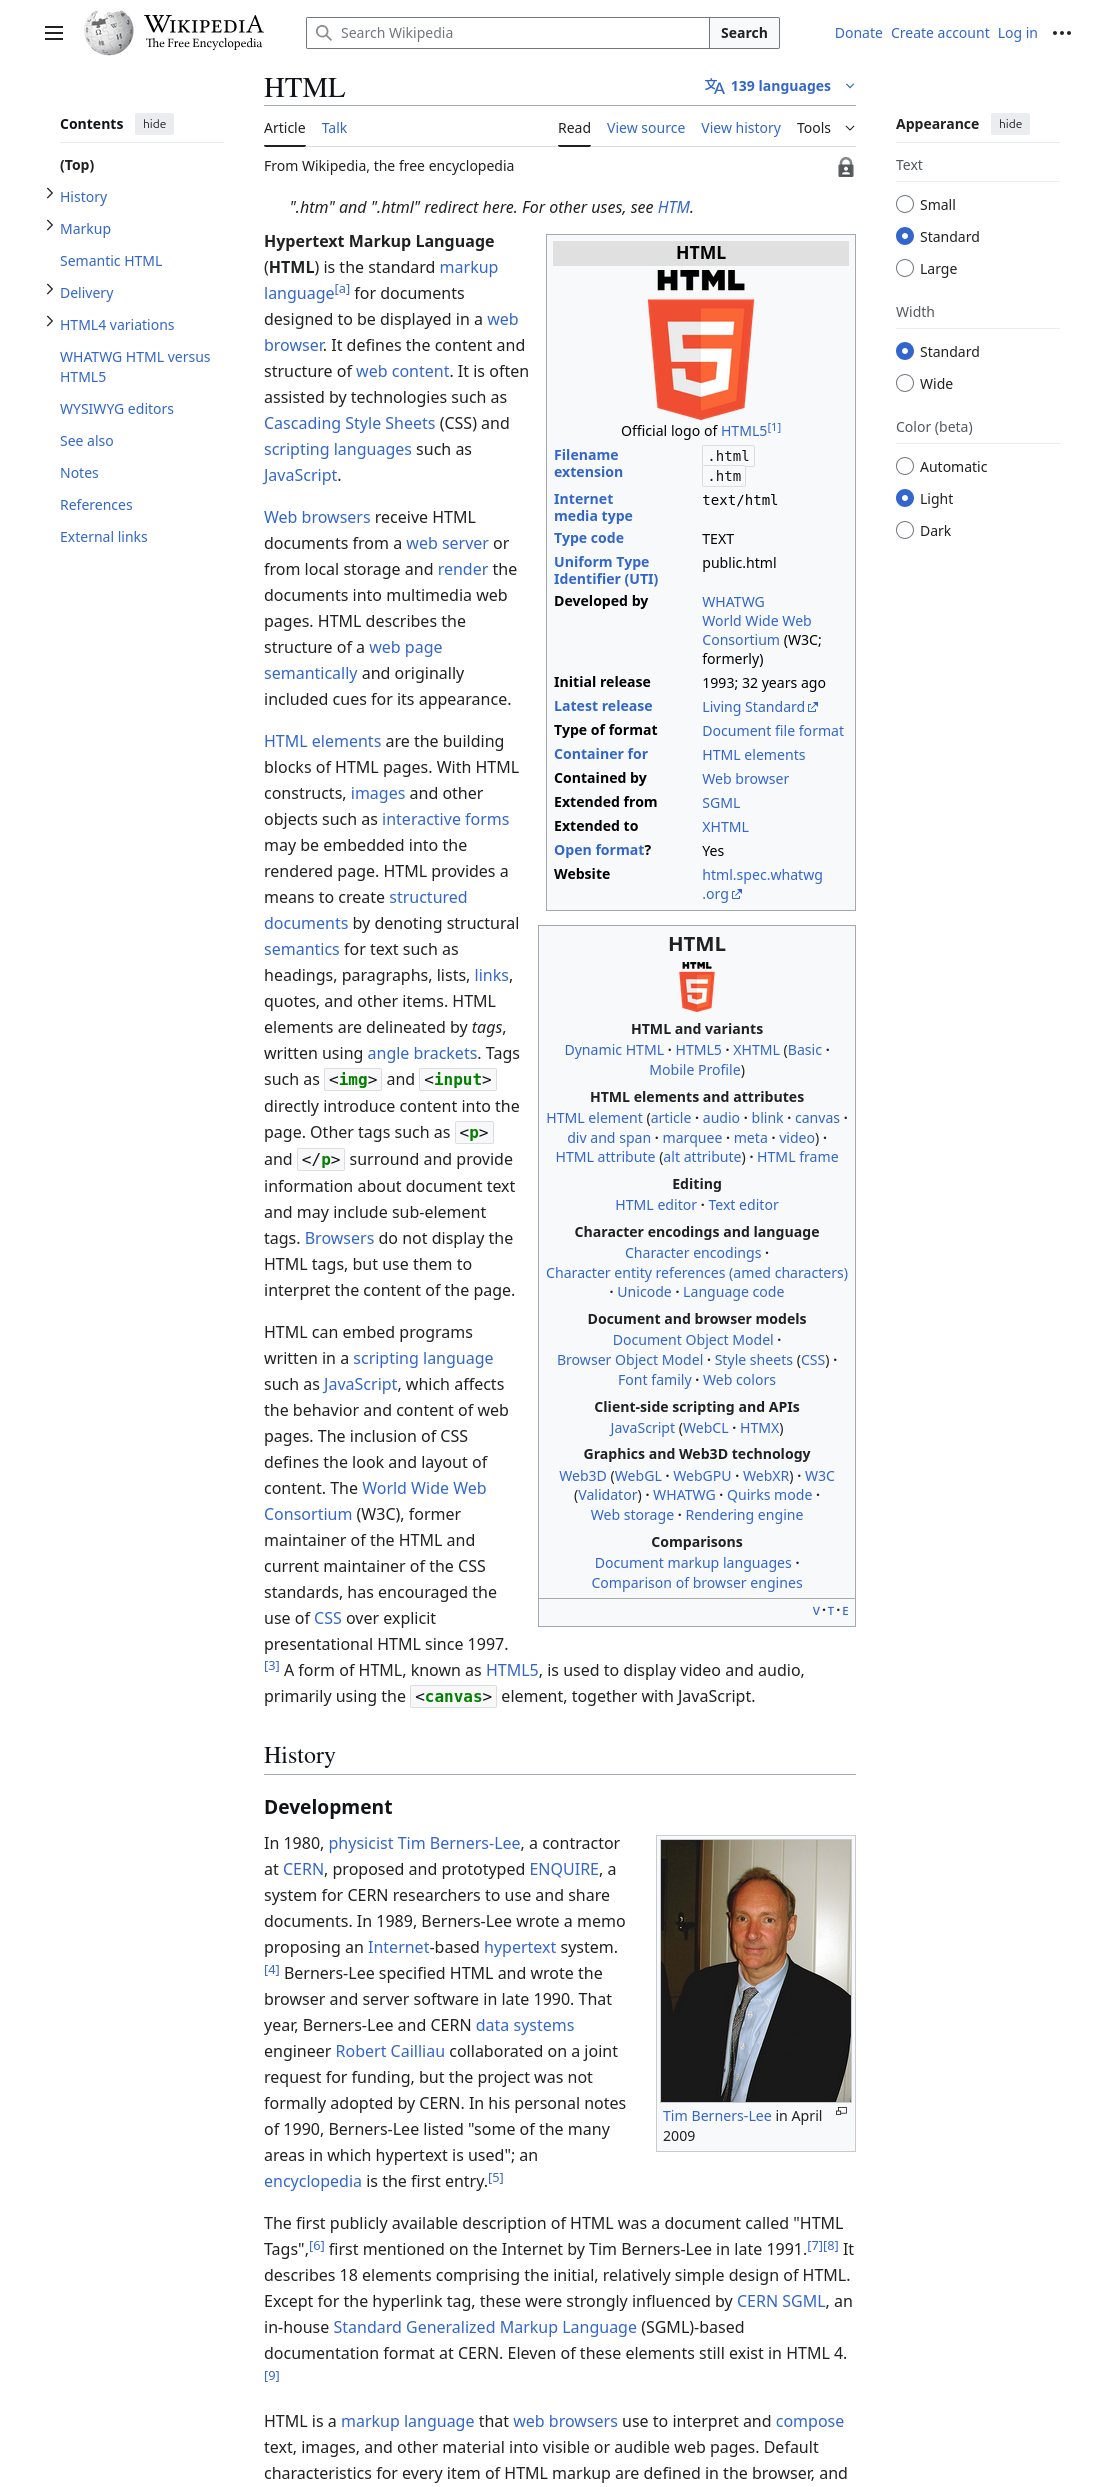 WIKIPEDIA
The Free Encyclopedia
Search Wikipedia
Search
Donate Create account Log in
HTML
139 languages
Article Talk
Read View source View history Tools
From Wikipedia, the free encyclopedia
Contents hide
(Top)
History
Markup
Semantic HTML
Delivery
HTML4 variations
WHATWG HTML versus
HTML5
WYSIWYG editors
See also
Notes
References
External links
Appearance hide
Text
Small
Standard
Large
Width
Standard
Wide
Color (beta)
Automatic
Light
Dark
".htm" and ".html" redirect here. For other uses, see HTM.
Hypertext Markup Language
(HTML) is the standard markup
language[a] for documents
designed to be displayed in a web
browser. It defines the content and
structure of web content. It is often
assisted by technologies such as
Cascading Style Sheets (CSS) and
scripting languages such as
JavaScript.
Web browsers receive HTML
documents from a web server or
from local storage and render the
documents into multimedia web
pages. HTML describes the
structure of a web page
semantically and originally
included cues for its appearance.
HTML elements are the building
blocks of HTML pages. With HTML
constructs, images and other
objects such as interactive forms
may be embedded into the
rendered page. HTML provides a
means to create structured
documents by denoting structural
semantics for text such as
headings, paragraphs, lists, links,
quotes, and other items. HTML
elements are delineated by tags,
written using angle brackets. Tags
such as <img> and <input>
directly introduce content into the
page. Other tags such as <p>
and </p> surround and provide
information about document text
and may include sub-element
tags. Browsers do not display the
HTML tags, but use them to
interpret the content of the page.
HTML can embed programs
written in a scripting language
such as JavaScript, which affects
the behavior and content of web
pages. The inclusion of CSS
defines the look and layout of
content. The World Wide Web
Consortium (W3C), former
maintainer of the HTML and
current maintainer of the CSS
standards, has encouraged the
use of CSS over explicit
presentational HTML since 1997.
[3] A form of HTML, known as HTML5, is used to display video and audio,
primarily using the <canvas> element, together with JavaScript.
HTML
HTML
5
Official logo of HTML5[1]
Filename
extension
.html
.htm
Internet
media type
text/html
Type code TEXT
Uniform Type
Identifier (UTI)
public.html
Developed by WHATWG
World Wide Web
Consortium (W3C;
formerly)
Initial release 1993; 32 years ago
Latest release Living Standard
Type of format Document file format
Container for HTML elements
Contained by Web browser
Extended from SGML
Extended to XHTML
Open format? Yes
Website html.spec.whatwg
.org
HTML
HTML
5
HTML and variants
Dynamic HTML · HTML5 · XHTML (Basic ·
Mobile Profile)
HTML elements and attributes
HTML element (article · audio · blink · canvas ·
div and span · marquee · meta · video) ·
HTML attribute (alt attribute) · HTML frame
Editing
HTML editor · Text editor
Character encodings and language
Character encodings ·
Character entity references (amed characters)
· Unicode · Language code
Document and browser models
Document Object Model ·
Browser Object Model · Style sheets (CSS) ·
Font family · Web colors
Client-side scripting and APIs
JavaScript (WebCL · HTMX)
Graphics and Web3D technology
Web3D (WebGL · WebGPU · WebXR) · W3C
(Validator) · WHATWG · Quirks mode ·
Web storage · Rendering engine
Comparisons
Document markup languages ·
Comparison of browser engines
V · T · E
History
Development
In 1980, physicist Tim Berners-Lee, a contractor
at CERN, proposed and prototyped ENQUIRE, a
system for CERN researchers to use and share
documents. In 1989, Berners-Lee wrote a memo
proposing an Internet-based hypertext system.
[4] Berners-Lee specified HTML and wrote the
browser and server software in late 1990. That
year, Berners-Lee and CERN data systems
engineer Robert Cailliau collaborated on a joint
request for funding, but the project was not
formally adopted by CERN. In his personal notes
of 1990, Berners-Lee listed "some of the many
areas in which hypertext is used"; an
encyclopedia is the first entry.[5]
Tim Berners-Lee in April
2009
The first publicly available description of HTML was a document called "HTML
Tags",[6] first mentioned on the Internet by Tim Berners-Lee in late 1991.[7][8] It
describes 18 elements comprising the initial, relatively simple design of HTML.
Except for the hyperlink tag, these were strongly influenced by CERN SGML, an
in-house Standard Generalized Markup Language (SGML)-based
documentation format at CERN. Eleven of these elements still exist in HTML 4.
[9]
HTML is a markup language that web browsers use to interpret and compose
text, images, and other material into visible or audible web pages. Default
characteristics for every item of HTML markup are defined in the browser, and